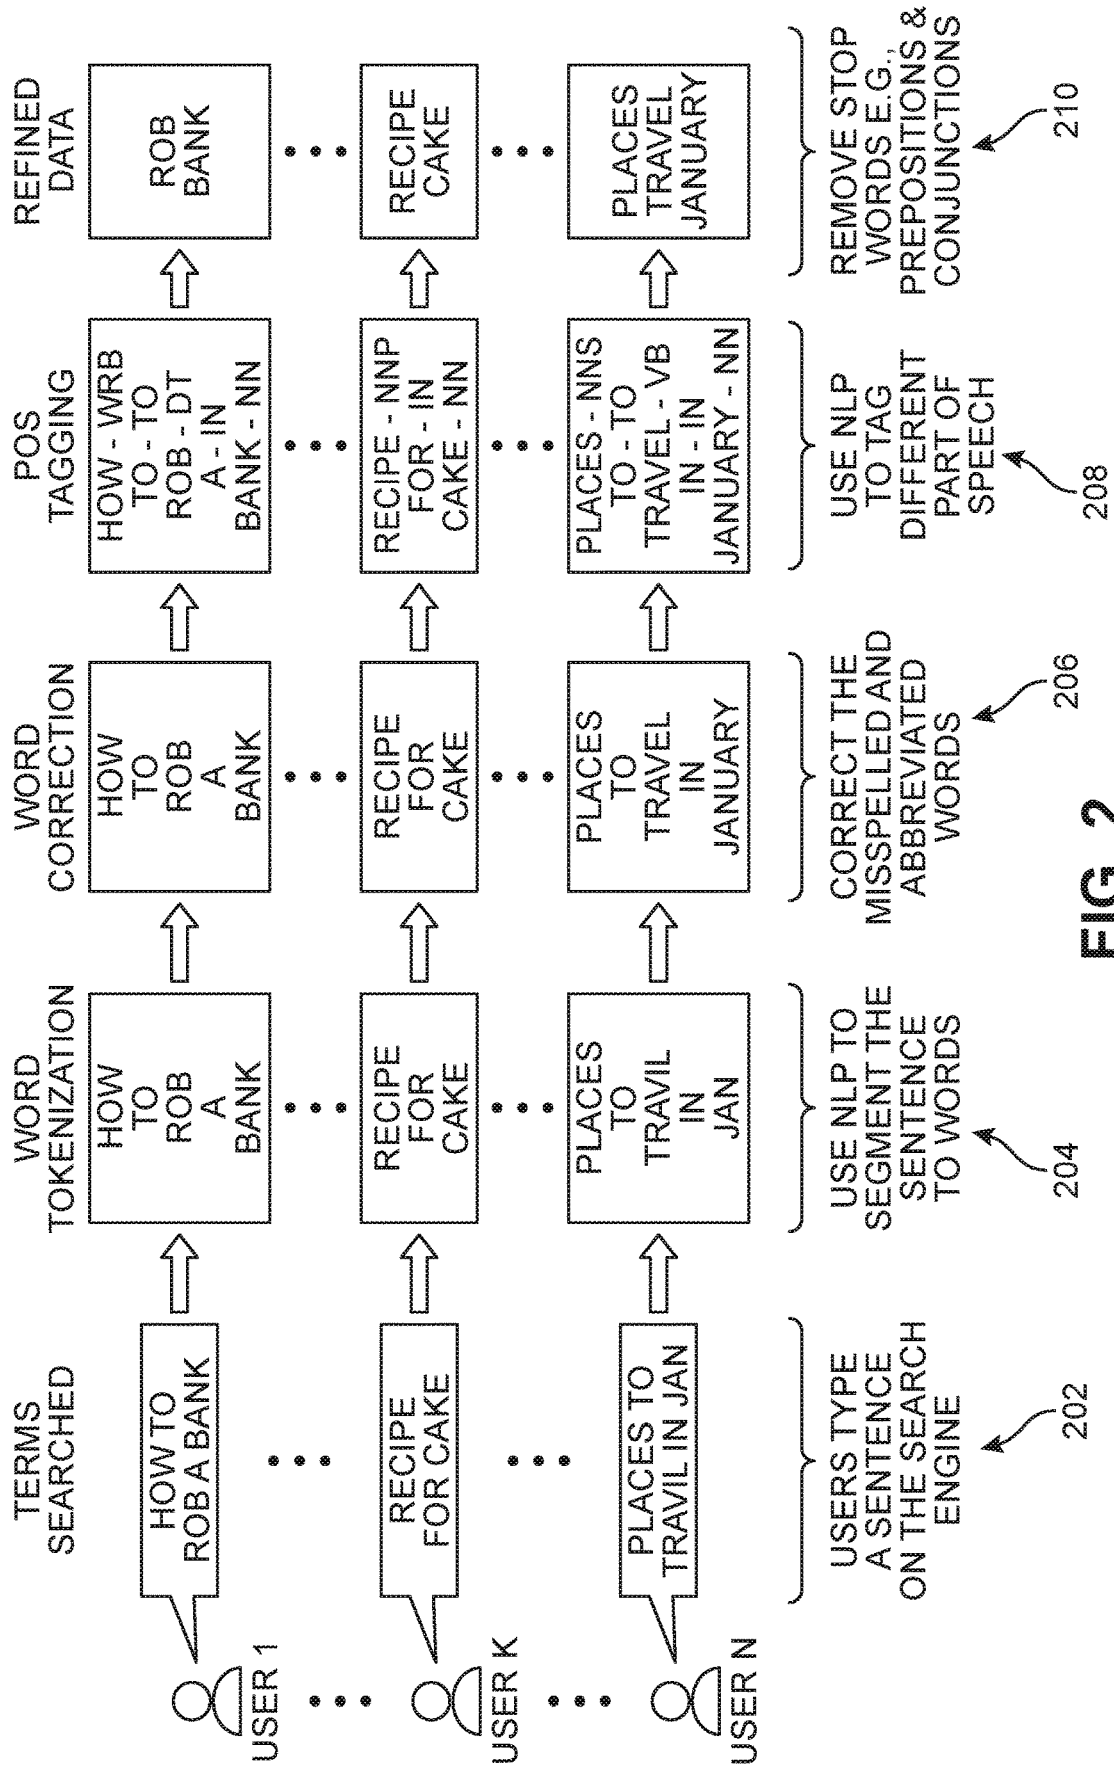 TERMS
SEARCHED
WORD
TOKENIZATION
WORD
CORRECTION
POS
TAGGING
REFINED
DATA
USER 1
HOW TO
ROB A BANK
HOW
TO
ROB
A
BANK
HOW
TO
ROB
A
BANK
HOW - WRB
TO - TO
ROB - DT
A - IN
BANK - NN
ROB
BANK
USER K
RECIPE
FOR CAKE
RECIPE
FOR
CAKE
RECIPE
FOR
CAKE
RECIPE - NNP
FOR - IN
CAKE - NN
RECIPE
CAKE
USER N
PLACES TO
TRAVIL IN JAN
PLACES
TO
TRAVIL
IN
JAN
PLACES
TO
TRAVEL
IN
JANUARY
PLACES - NNS
TO - TO
TRAVEL - VB
IN - IN
JANUARY - NN
PLACES
TRAVEL
JANUARY
USERS TYPE
A SENTENCE
ON THE SEARCH
ENGINE
202
USE NLP TO
SEGMENT THE
SENTENCE
TO WORDS
204
CORRECT THE
MISSPELLED AND
ABBREVIATED
WORDS
206
USE NLP
TO TAG
DIFFERENT
PART OF
SPEECH
208
REMOVE STOP
WORDS E.G.,
PREPOSITIONS &
CONJUNCTIONS
210
FIG. 2